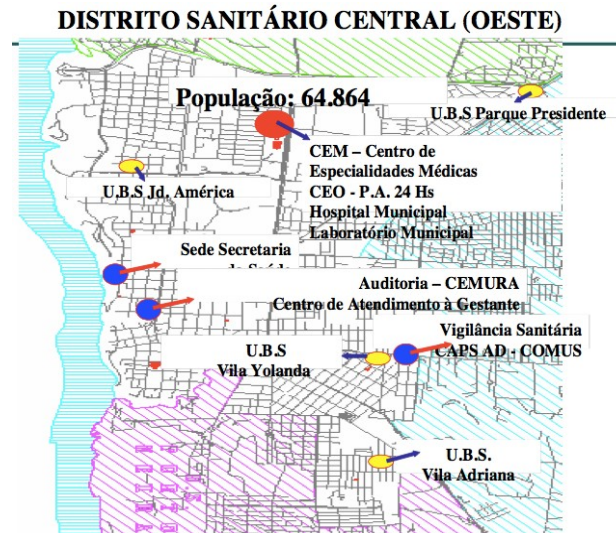 DISTRITO SANITÁRIO CENTRAL (OESTE)
População: 64.864
U.B.S Parque Presidente
CEM – Centro de
Especialidades Médicas
CEO - P.A. 24 Hs
Hospital Municipal
Laboratório Municipal
U.B.S Jd. América
Sede Secretaria
de Saúde
Auditoria – CEMURA
Centro de Atendimento à Gestante
Vigilância Sanitária
CAPS AD - COMUS
U.B.S
Vila Yolanda
U.B.S.
Vila Adriana